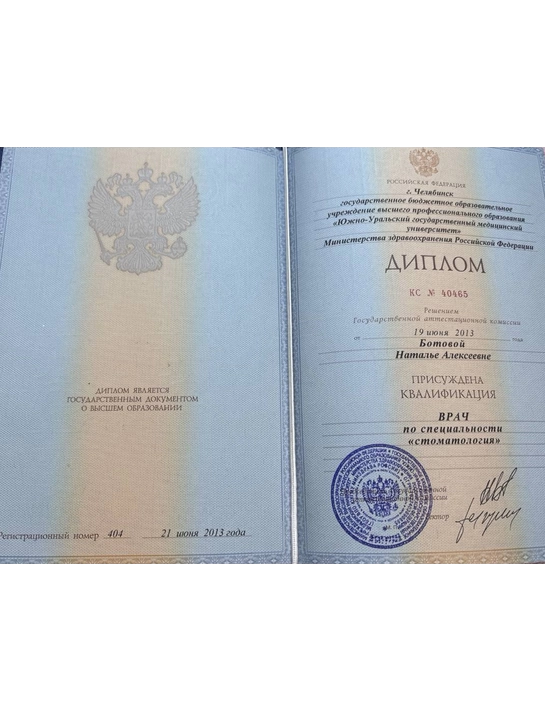 ДИПЛОМ ЯВЛЯЕТСЯ
ГОСУДАРСТВЕННЫМ ДОКУМЕНТОМ
О ВЫСШЕМ ОБРАЗОВАНИИ
Регистрационный номер 404 21 июня 2013 года
РОССИЙСКАЯ ФЕДЕРАЦИЯ
г. Челябинск
государственное бюджетное образовательное
учреждение высшего профессионального образования
«Южно-Уральский государственный медицинский
университет»
Министерства здравоохранения Российской Федерации
ДИПЛОМ
КС № 40465
Решением
Государственной аттестационной комиссии
от 19 июня 2013 года
Ботовой
Наталье Алексеевне
ПРИСУЖДЕНА
КВАЛИФИКАЦИЯ
ВРАЧ
по специальности
«стоматология»